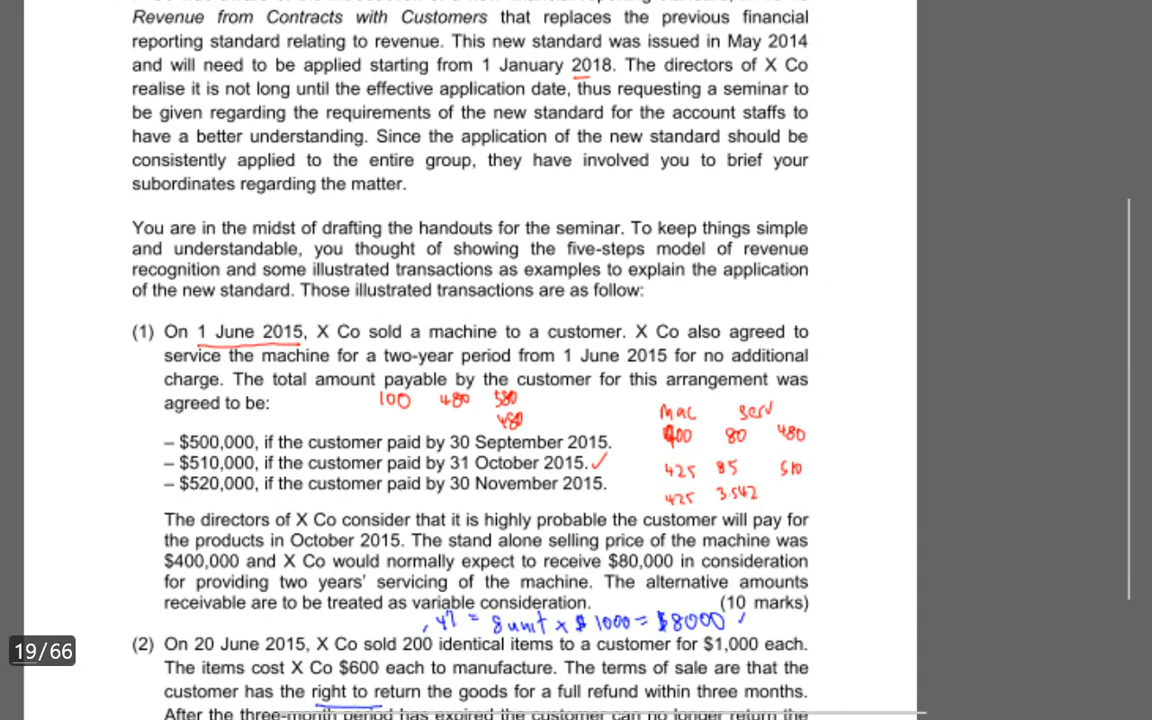 Revenue from Contracts with Customers that replaces the previous financial
reporting standard relating to revenue. This new standard was issued in May 2014
and will need to be applied starting from 1 January 2018. The directors of X Co
realise it is not long until the effective application date, thus requesting a seminar to
be given regarding the requirements of the new standard for the account staffs to
have a better understanding. Since the application of the new standard should be
consistently applied to the entire group, they have involved you to brief your
subordinates regarding the matter.
You are in the midst of drafting the handouts for the seminar. To keep things simple
and understandable, you thought of showing the five-steps model of revenue
recognition and some illustrated transactions as examples to explain the application
of the new standard. Those illustrated transactions are as follow:
(1) On 1 June 2015, X Co sold a machine to a customer. X Co also agreed to
service the machine for a two-year period from 1 June 2015 for no additional
charge. The total amount payable by the customer for this arrangement was
agreed to be:
100 480 580
480
mac serv
400 80 480
– $500,000, if the customer paid by 30 September 2015.
– $510,000, if the customer paid by 31 October 2015. ✓
425 85 510
– $520,000, if the customer paid by 30 November 2015.
425 3.542
The directors of X Co consider that it is highly probable the customer will pay for
the products in October 2015. The stand alone selling price of the machine was
$400,000 and X Co would normally expect to receive $80,000 in consideration
for providing two years' servicing of the machine. The alternative amounts
receivable are to be treated as variable consideration. (10 marks)
= 8 unit x $ 1000 = $8000
19/66
(2) On 20 June 2015, X Co sold 200 identical items to a customer for $1,000 each.
The items cost X Co $600 each to manufacture. The terms of sale are that the
customer has the right to return the goods for a full refund within three months.
After the three-month period has expired the customer can no longer return the